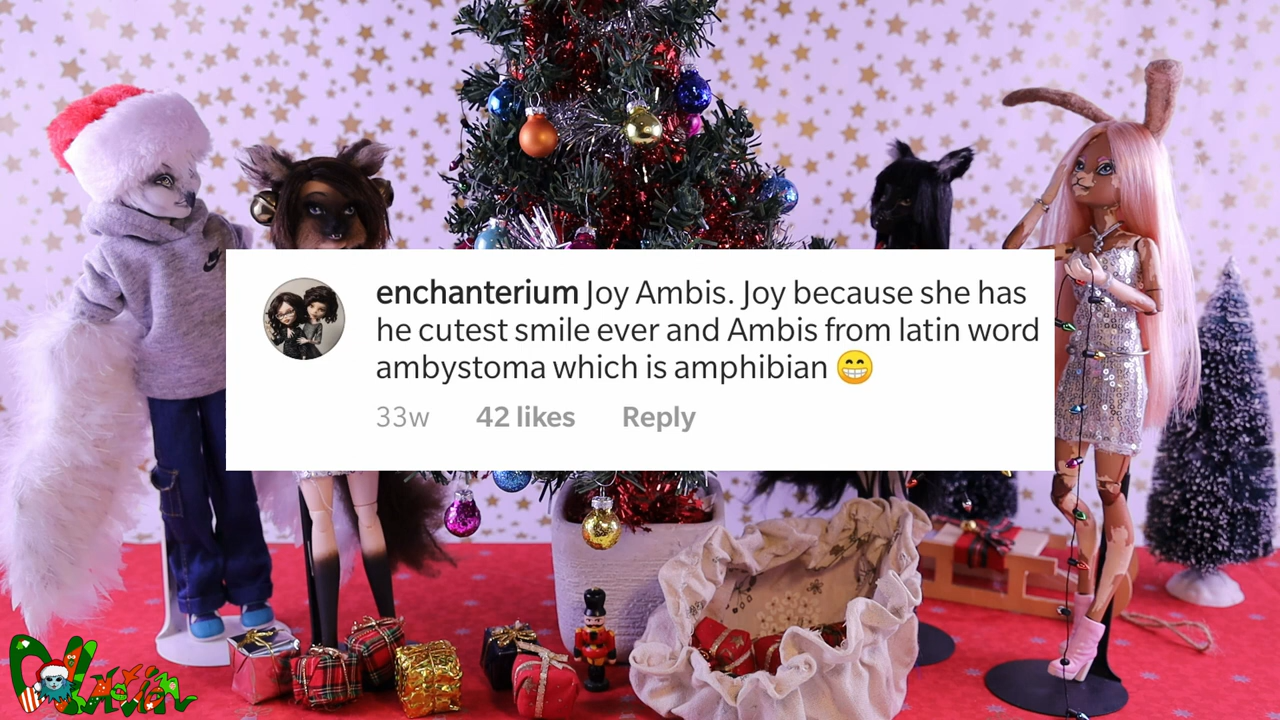 enchanterium Joy Ambis. Joy because she has
he cutest smile ever and Ambis from latin word
ambystoma which is amphibian 😁
33w 42 likes Reply